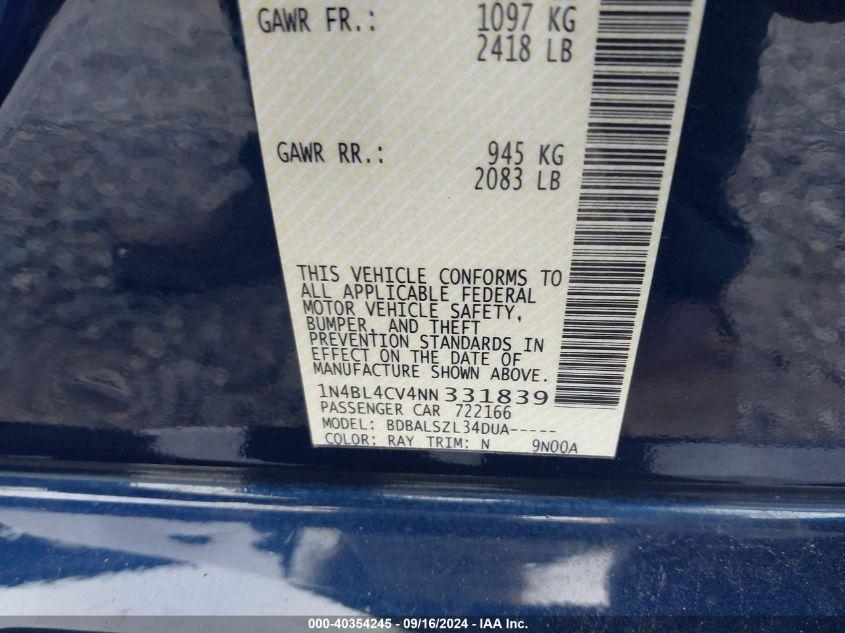 GAWR FR.: 1097 KG
2418 LB
GAWR RR.: 945 KG
2083 LB
THIS VEHICLE CONFORMS TO
ALL APPLICABLE FEDERAL
MOTOR VEHICLE SAFETY,
BUMPER, AND THEFT
PREVENTION STANDARDS IN
EFFECT ON THE DATE OF
MANUFACTURE SHOWN ABOVE.
1N4BL4CV4NN331839
PASSENGER CAR 722166
MODEL: BDBALSZL34DUA-----
COLOR: RAY TRIM: N 9N00A
000-40354245 - 09/16/2024 - IAA Inc.